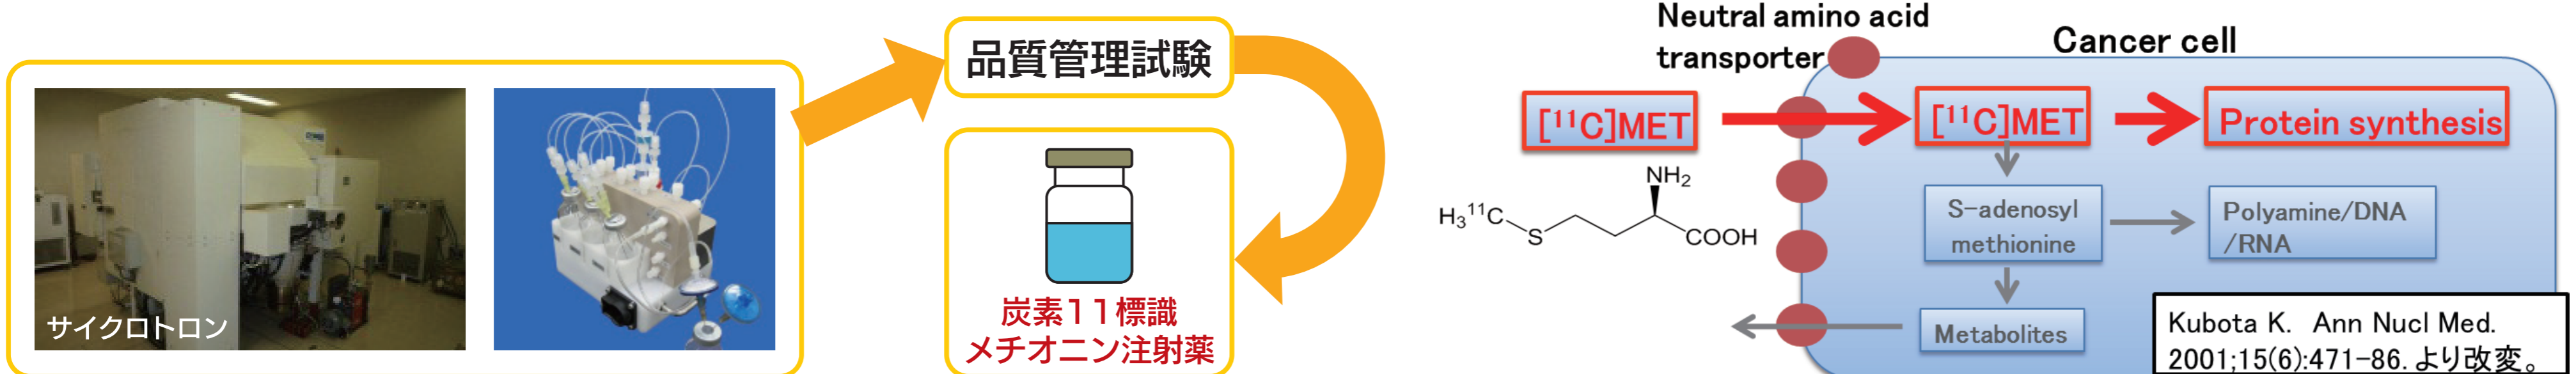 サイクロトロン
品質管理試験
炭素11標識
メチオニン注射薬
Neutral amino acid
transporter
Cancer cell
[¹¹C]MET
[¹¹C]MET
Protein synthesis
NH₂
H₃¹¹C
S
COOH
S-adenosyl
methionine
Polyamine/DNA
/RNA
Metabolites
Kubota K. Ann Nucl Med.
2001;15(6):471-86.より改変。